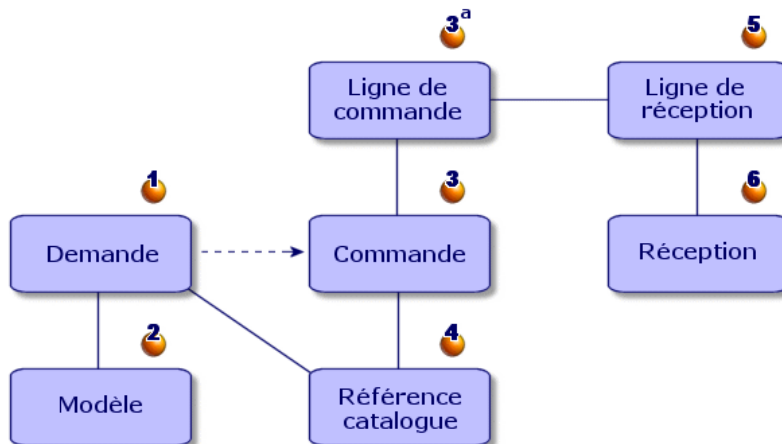 3a
5
Ligne de
commande
Ligne de
réception
1
3
6
Demande
Commande
Réception
2
4
Modèle
Référence
catalogue